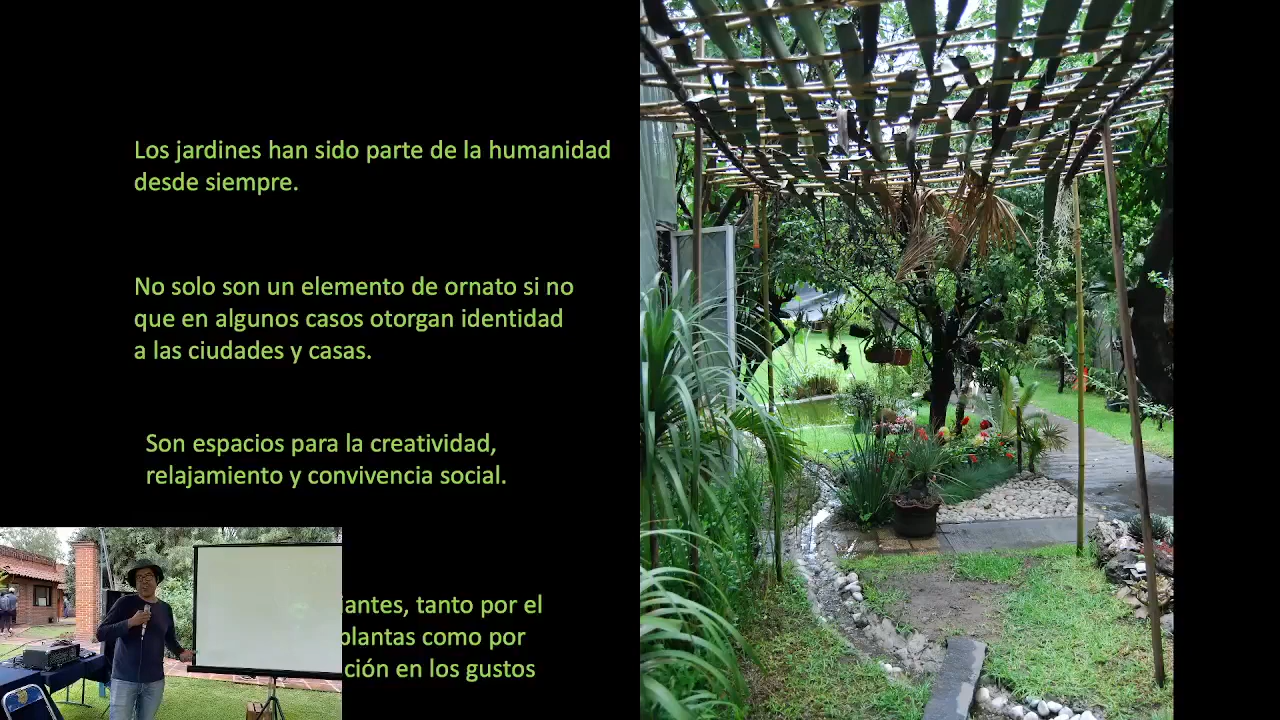 Los jardines han sido parte de la humanidad
desde siempre.
No solo son un elemento de ornato si no
que en algunos casos otorgan identidad
a las ciudades y casas.
Son espacios para la creatividad,
relajamiento y convivencia social.
tanto por el
plantas como por
en los gustos